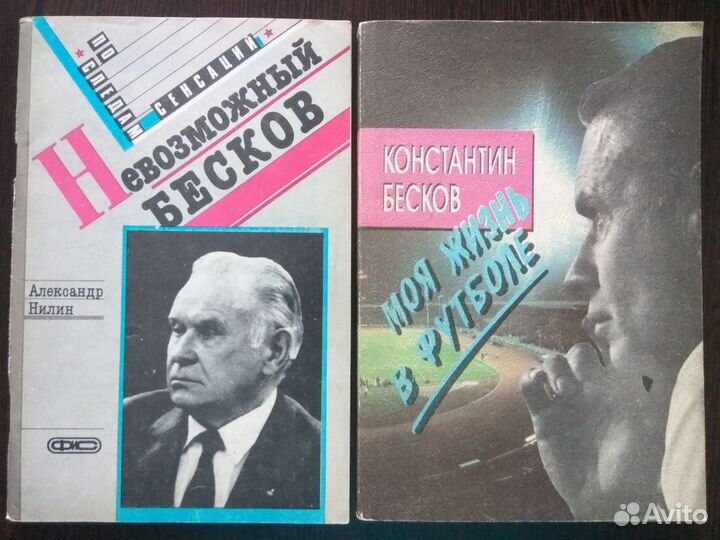 ПО
СЛЕДАМ
СЕНСАЦИЙ
Невозможный
БЕСКОВ
Александр
Нилин
ФИС
КОНСТАНТИН
БЕСКОВ
МОЯ ЖИЗНЬ
В ФУТБОЛЕ
Avito